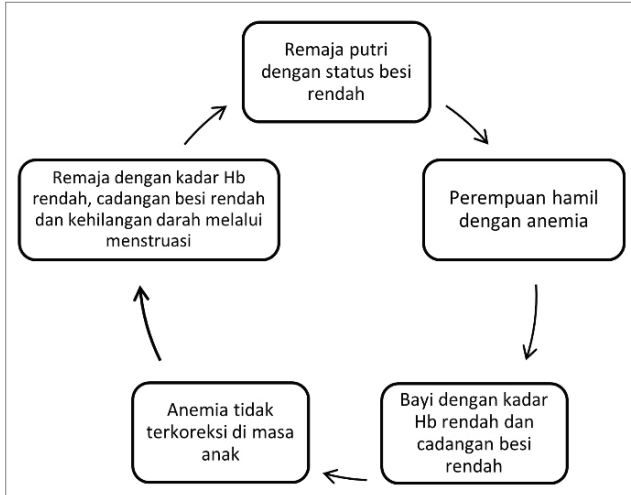 Remaja putri
dengan status besi
rendah
Perempuan hamil
dengan anemia
Bayi dengan kadar
Hb rendah dan
cadangan besi
rendah
Anemia tidak
terkoreksi di masa
anak
Remaja dengan kadar Hb
rendah, cadangan besi rendah
dan kehilangan darah melalui
menstruasi